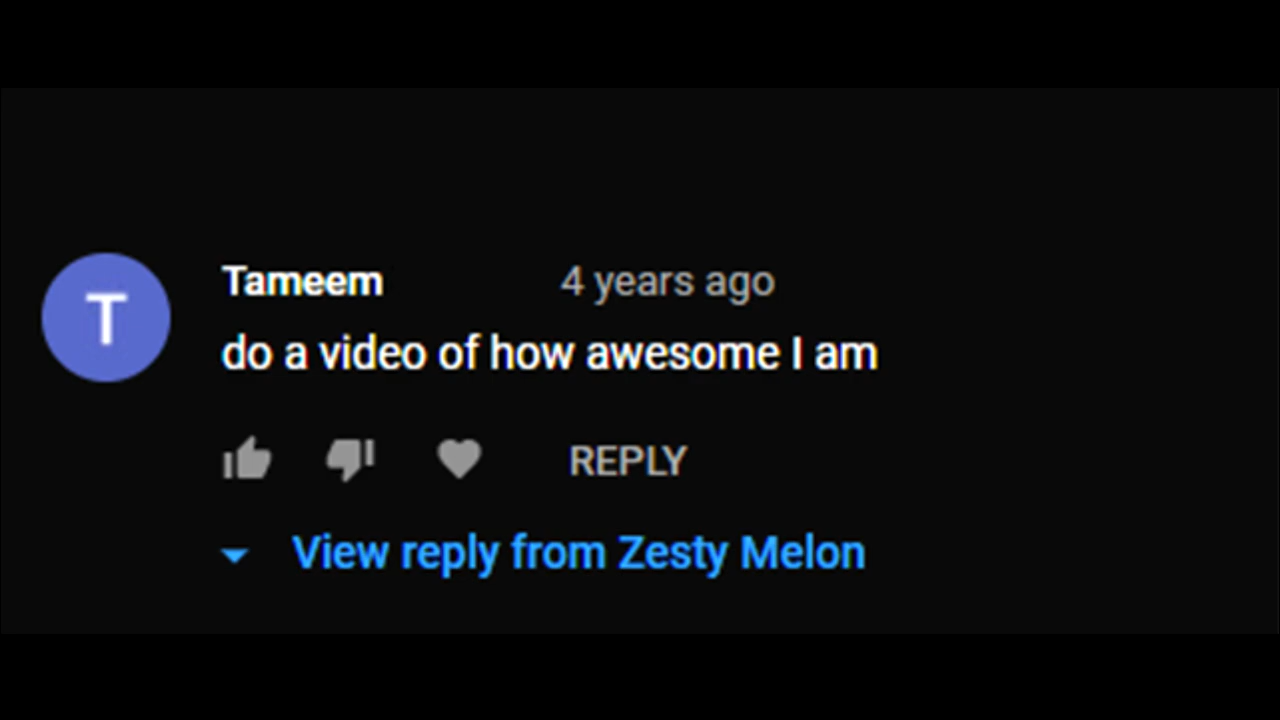 T
Tameem 4 years ago
do a video of how awesome I am
REPLY
View reply from Zesty Melon